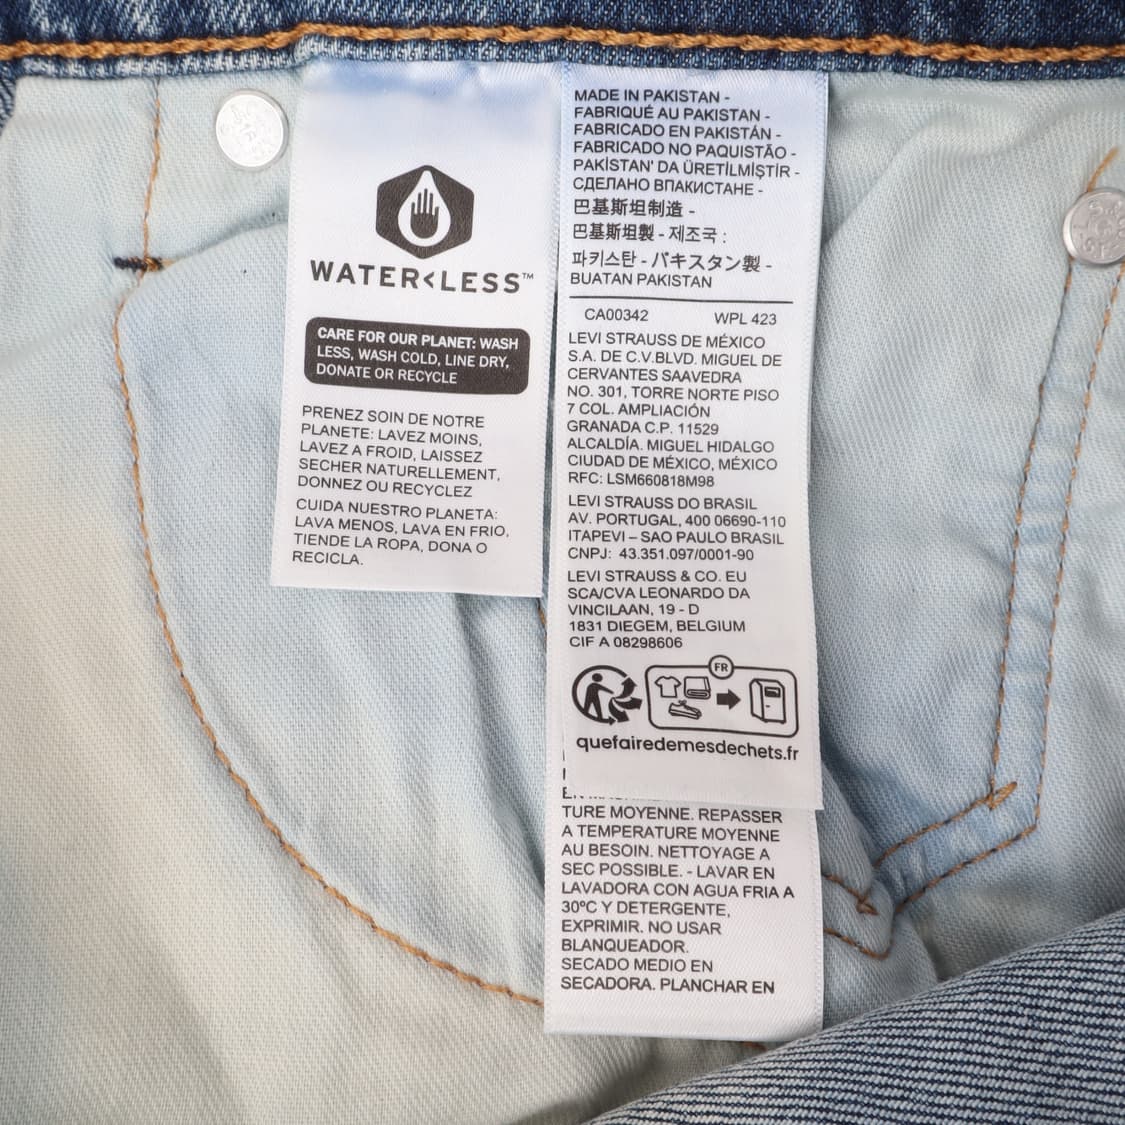 WATER<LESS™
CARE FOR OUR PLANET: WASH
LESS, WASH COLD, LINE DRY,
DONATE OR RECYCLE
PRENEZ SOIN DE NOTRE
PLANETE: LAVEZ MOINS,
LAVEZ A FROID, LAISSEZ
SECHER NATURELLEMENT,
DONNEZ OU RECYCLEZ
CUIDA NUESTRO PLANETA:
LAVA MENOS, LAVA EN FRIO,
TIENDE LA ROPA, DONA O
RECICLA.
MADE IN PAKISTAN -
FABRIQUÉ AU PAKISTAN -
FABRICADO EN PAKISTÁN -
FABRICADO NO PAQUISTÃO -
PAKİSTAN' DA ÜRETİLMİŞTİR -
СДЕЛАНО ВПАКИСТАНЕ -
巴基斯坦制造 -
巴基斯坦製 - 제조국 :
파키스탄 - パキスタン製 -
BUATAN PAKISTAN
CA00342 WPL 423
LEVI STRAUSS DE MÉXICO
S.A. DE C.V.BLVD. MIGUEL DE
CERVANTES SAAVEDRA
NO. 301, TORRE NORTE PISO
7 COL. AMPLIACIÓN
GRANADA C.P. 11529
ALCALDÍA. MIGUEL HIDALGO
CIUDAD DE MÉXICO, MÉXICO
RFC: LSM660818M98
LEVI STRAUSS DO BRASIL
AV. PORTUGAL, 400 06690-110
ITAPEVI – SAO PAULO BRASIL
CNPJ: 43.351.097/0001-90
LEVI STRAUSS & CO. EU
SCA/CVA LEONARDO DA
VINCILAAN, 19 - D
1831 DIEGEM, BELGIUM
CIF A 08298606
FR
quefairedemesdechets.fr
TURE MOYENNE. REPASSER
A TEMPERATURE MOYENNE
AU BESOIN. NETTOYAGE A
SEC POSSIBLE. - LAVAR EN
LAVADORA CON AGUA FRIA A
30ºC Y DETERGENTE,
EXPRIMIR. NO USAR
BLANQUEADOR.
SECADO MEDIO EN
SECADORA. PLANCHAR EN